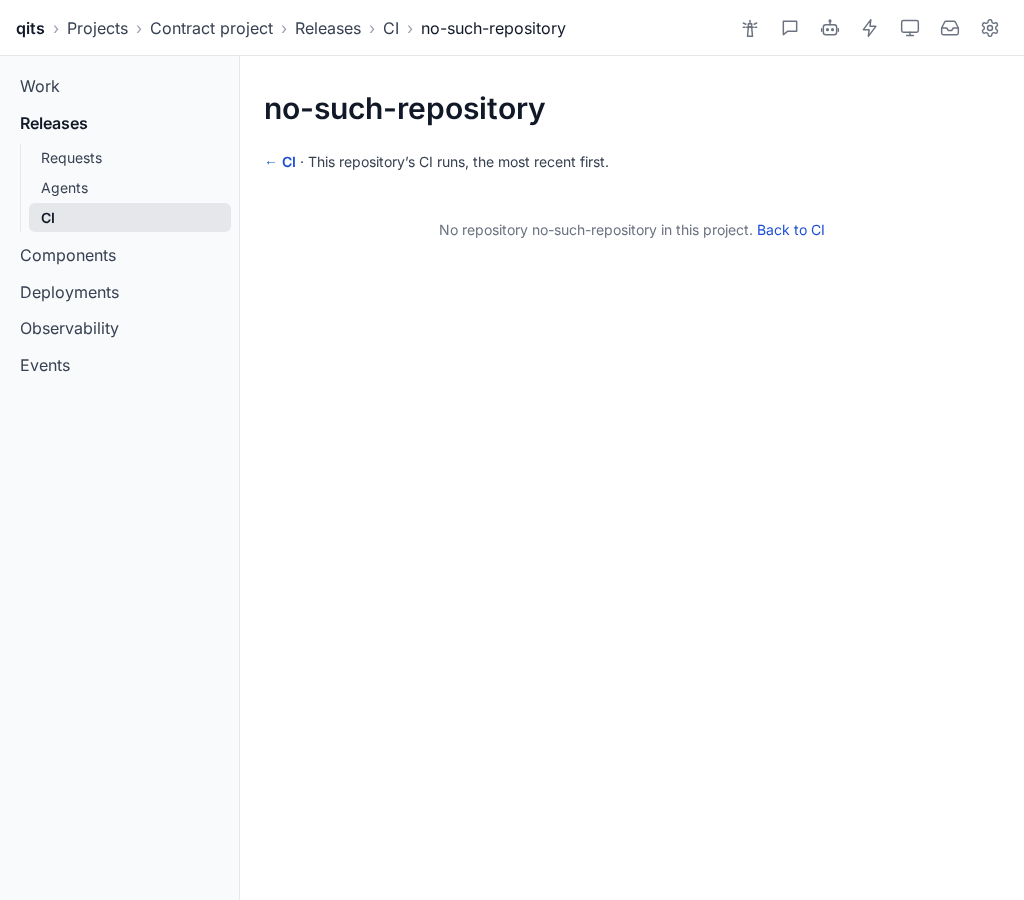 qits › Projects › Contract project › Releases › CI › no-such-repository
Work
Releases
Requests
Agents
CI
Components
Deployments
Observability
Events
no-such-repository
← CI · This repository’s CI runs, the most recent first.
No repository no-such-repository in this project. Back to CI